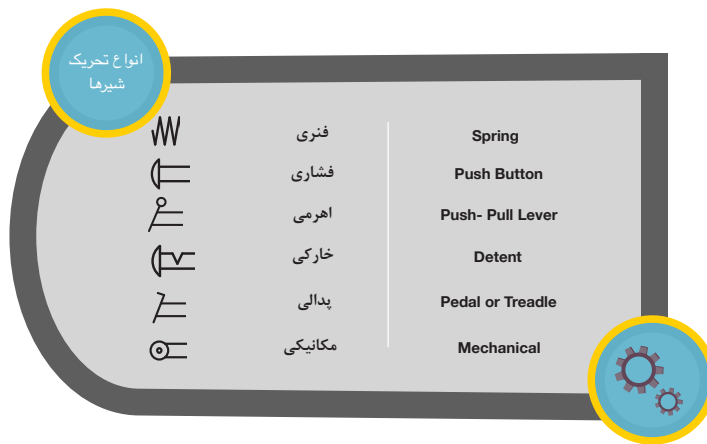 انواع تحریک
شیرها
فنری Spring
فشاری Push Button
اهرمی Push- Pull Lever
خارکی Detent
پدالی Pedal or Treadle
مکانیکی Mechanical